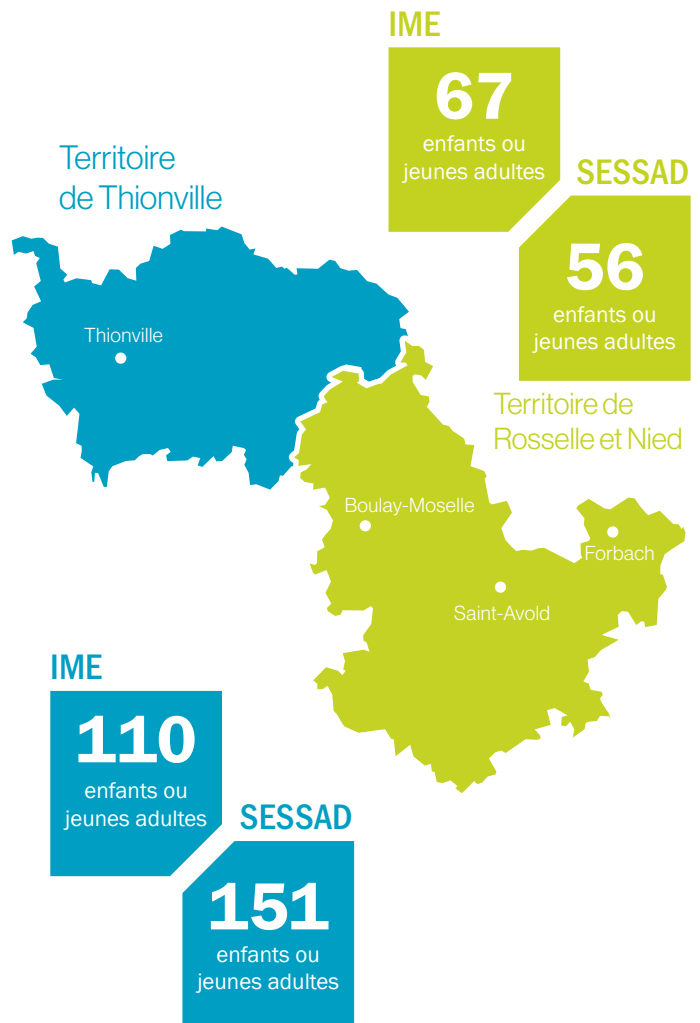 IME
67
enfants ou
jeunes adultes
SESSAD
56
enfants ou
jeunes adultes
Territoire
de Thionville
Thionville
Territoire de
Rosselle et Nied
Boulay-Moselle
Forbach
Saint-Avold
IME
110
enfants ou
jeunes adultes
SESSAD
151
enfants ou
jeunes adultes